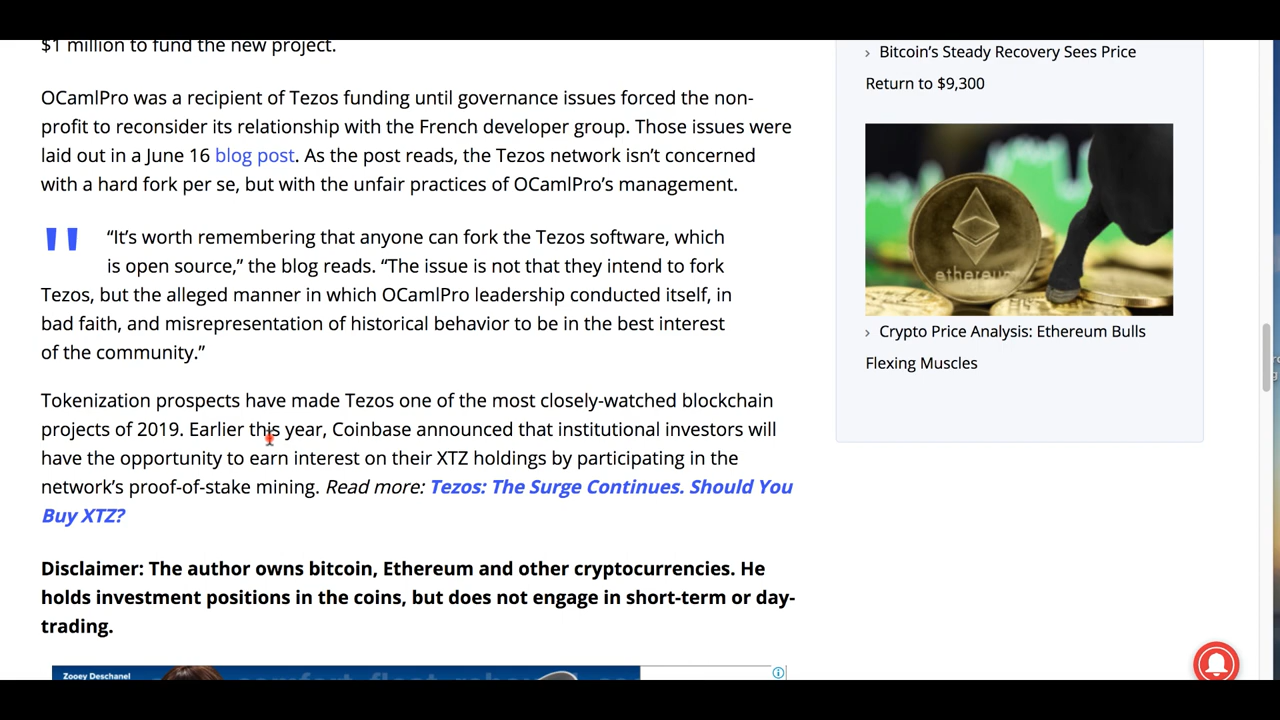 $1 million to fund the new project.
OCamlPro was a recipient of Tezos funding until governance issues forced the non-
profit to reconsider its relationship with the French developer group. Those issues were
laid out in a June 16 blog post. As the post reads, the Tezos network isn’t concerned
with a hard fork per se, but with the unfair practices of OCamlPro’s management.
“It’s worth remembering that anyone can fork the Tezos software, which
is open source,” the blog reads. “The issue is not that they intend to fork
Tezos, but the alleged manner in which OCamlPro leadership conducted itself, in
bad faith, and misrepresentation of historical behavior to be in the best interest
of the community.”
Tokenization prospects have made Tezos one of the most closely-watched blockchain
projects of 2019. Earlier this year, Coinbase announced that institutional investors will
have the opportunity to earn interest on their XTZ holdings by participating in the
network’s proof-of-stake mining. Read more: Tezos: The Surge Continues. Should You
Buy XTZ?
Disclaimer: The author owns bitcoin, Ethereum and other cryptocurrencies. He
holds investment positions in the coins, but does not engage in short-term or day-
trading.
Zooey Deschanel
› Bitcoin’s Steady Recovery Sees Price
Return to $9,300
ethereum
› Crypto Price Analysis: Ethereum Bulls
Flexing Muscles